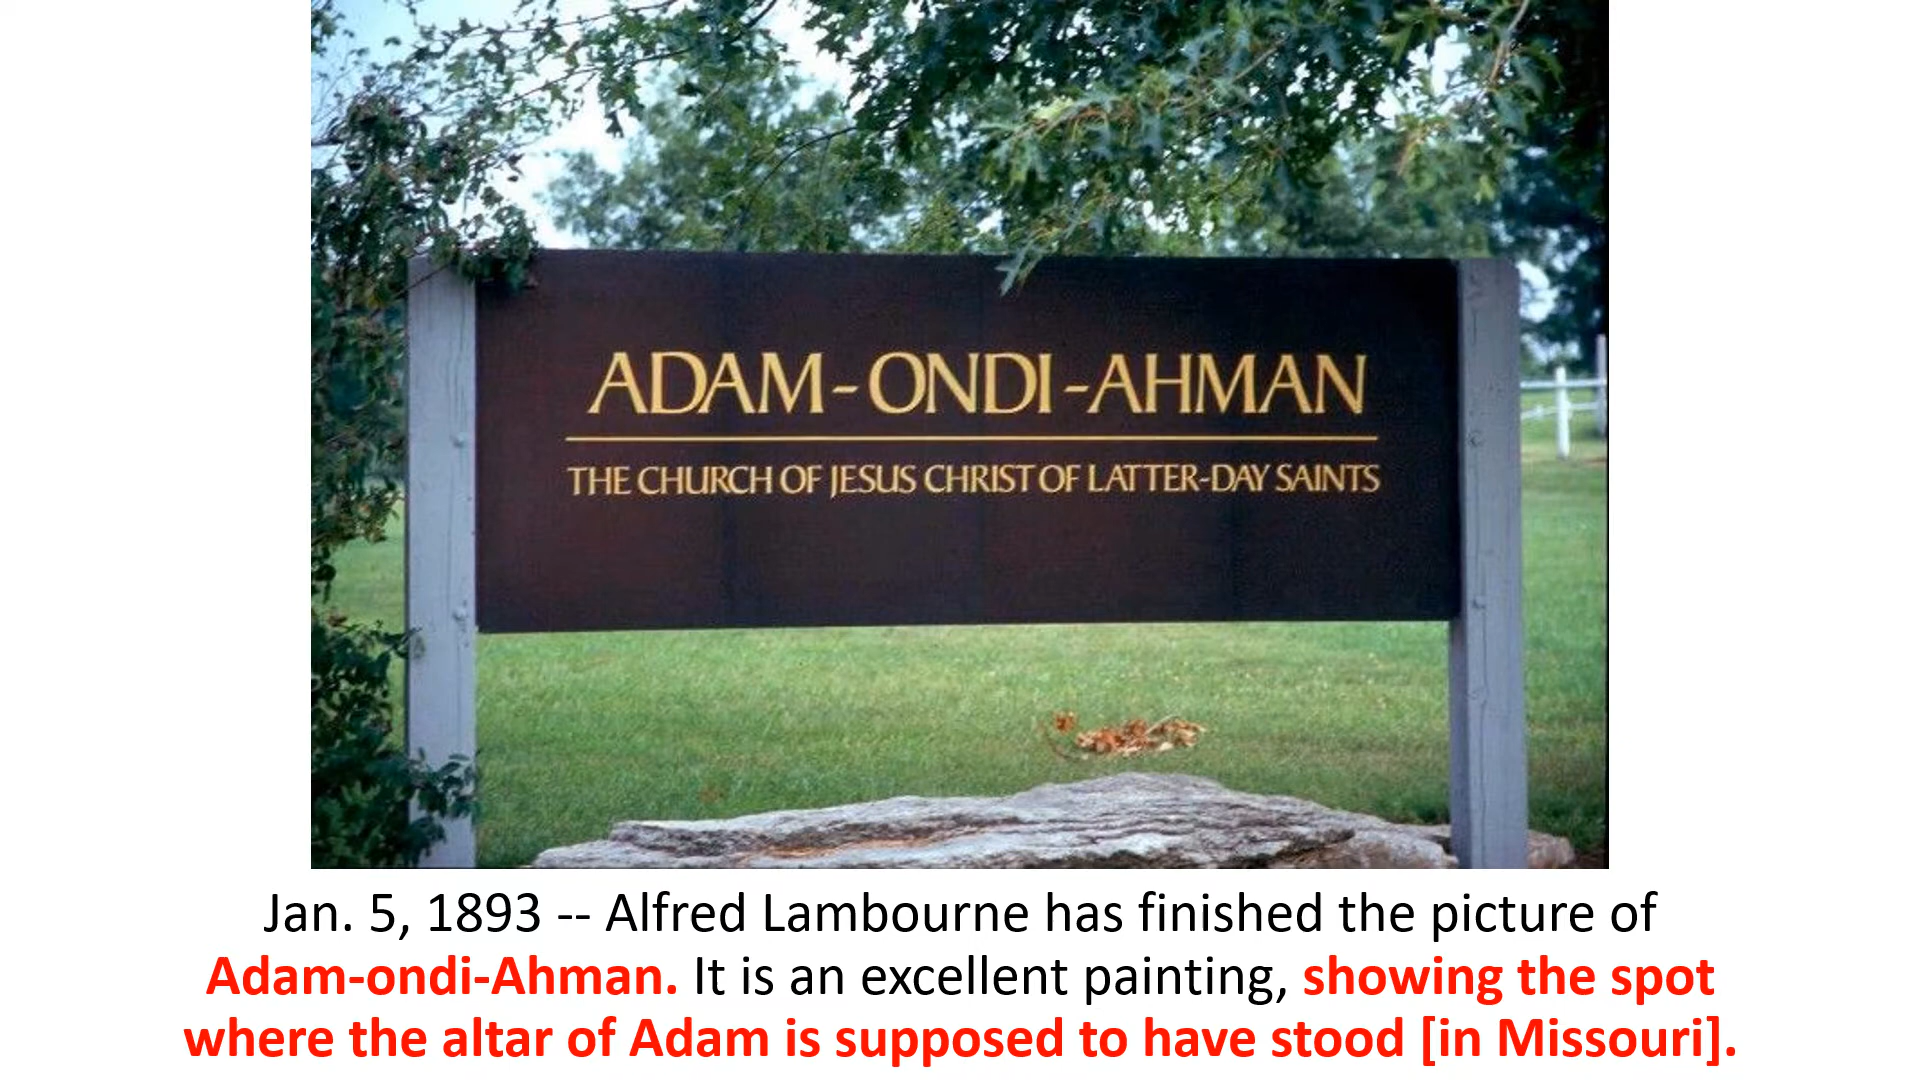 ADAM-ONDI-AHMAN
THE CHURCH OF JESUS CHRIST OF LATTER-DAY SAINTS
Jan. 5, 1893 -- Alfred Lambourne has finished the picture of
Adam-ondi-Ahman. It is an excellent painting, showing the spot
where the altar of Adam is supposed to have stood [in Missouri].